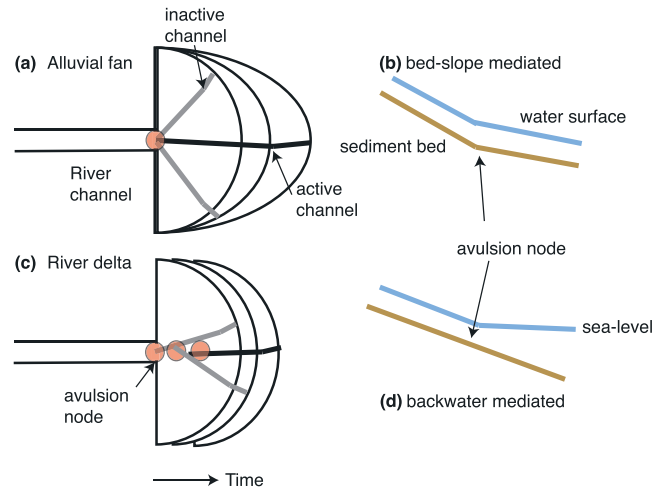 inactive
channel
(a) Alluvial fan
(b) bed-slope mediated
water surface
sediment bed
River
channel
active
channel
avulsion node
(c) River delta
sea-level
avulsion
node
(d) backwater mediated
Time